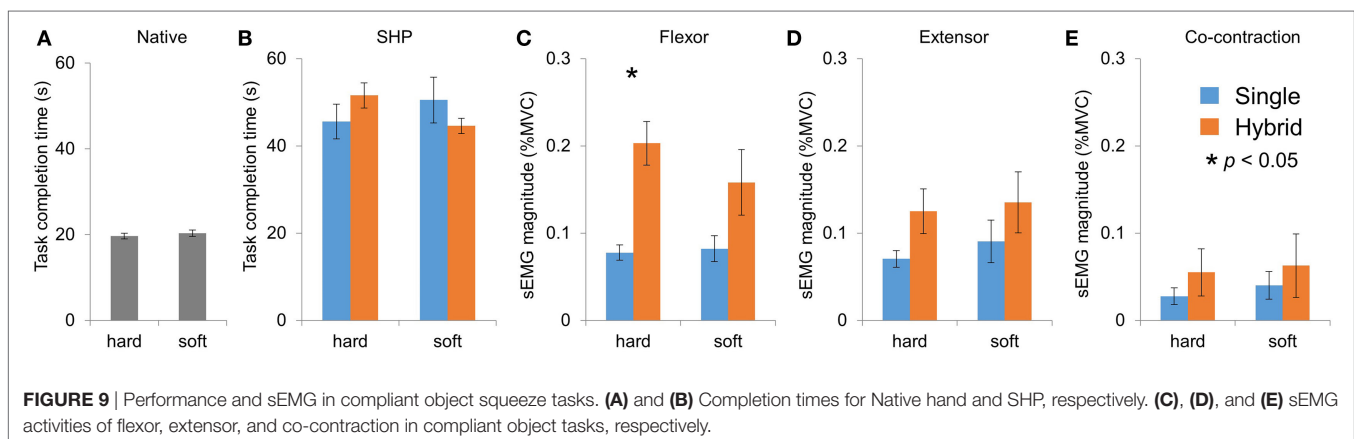 A Native
B SHP
C Flexor
D Extensor
E Co-contraction
Task completion time (s)
60
40
20
0
hard soft
Task completion time (s)
60
40
20
0
hard soft
sEMG magnitude (%MVC)
0.3
0.2
0.1
0
*
hard soft
sEMG magnitude (%MVC)
0.3
0.2
0.1
0
hard soft
sEMG magnitude (%MVC)
0.3
0.2
0.1
0
Single
Hybrid
* p < 0.05
hard soft
FIGURE 9 | Performance and sEMG in compliant object squeeze tasks. (A) and (B) Completion times for Native hand and SHP, respectively. (C), (D), and (E) sEMG
activities of flexor, extensor, and co-contraction in compliant object tasks, respectively.